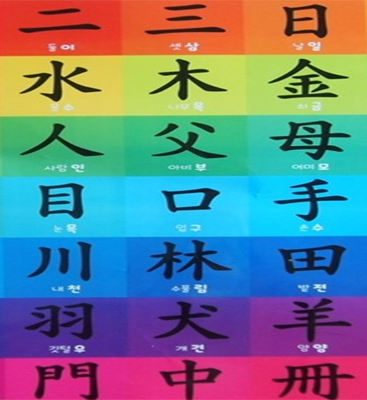 二 三 日
둘 이 셋 삼 날 일
水 木 金
물 수 나무 목 쇠 금
人 父 母
사람 인 아비 부 어미 모
目 口 手
눈 목 입 구 손 수
川 林 田
내 천 수풀 림 밭 전
羽 犬 羊
깃털 우 개 견 양 양
門 中 冊